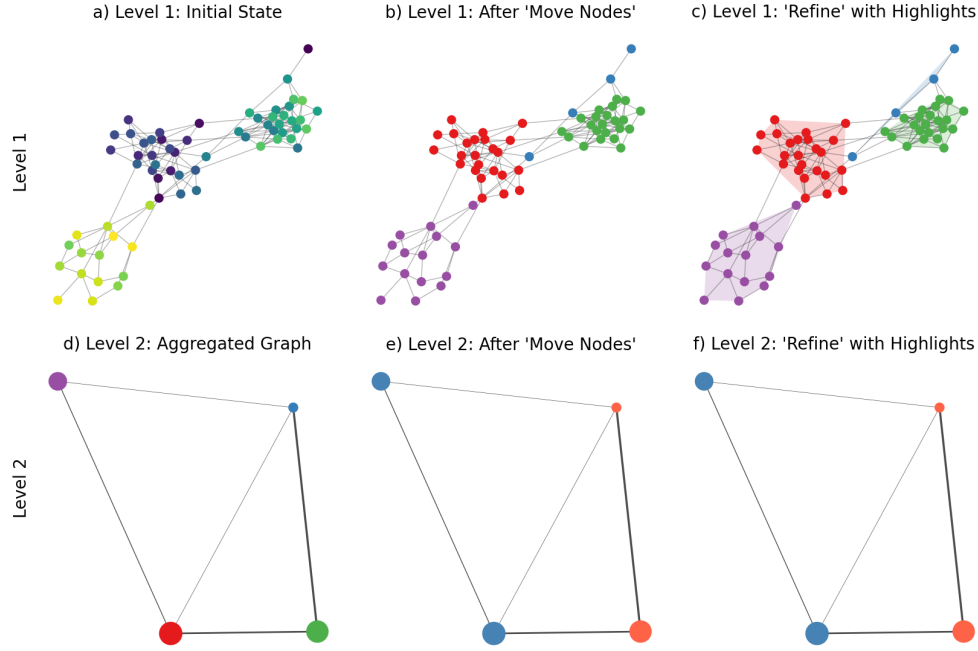 a) Level 1: Initial State
b) Level 1: After 'Move Nodes'
c) Level 1: 'Refine' with Highlights
Level 1
d) Level 2: Aggregated Graph
e) Level 2: After 'Move Nodes'
f) Level 2: 'Refine' with Highlights
Level 2